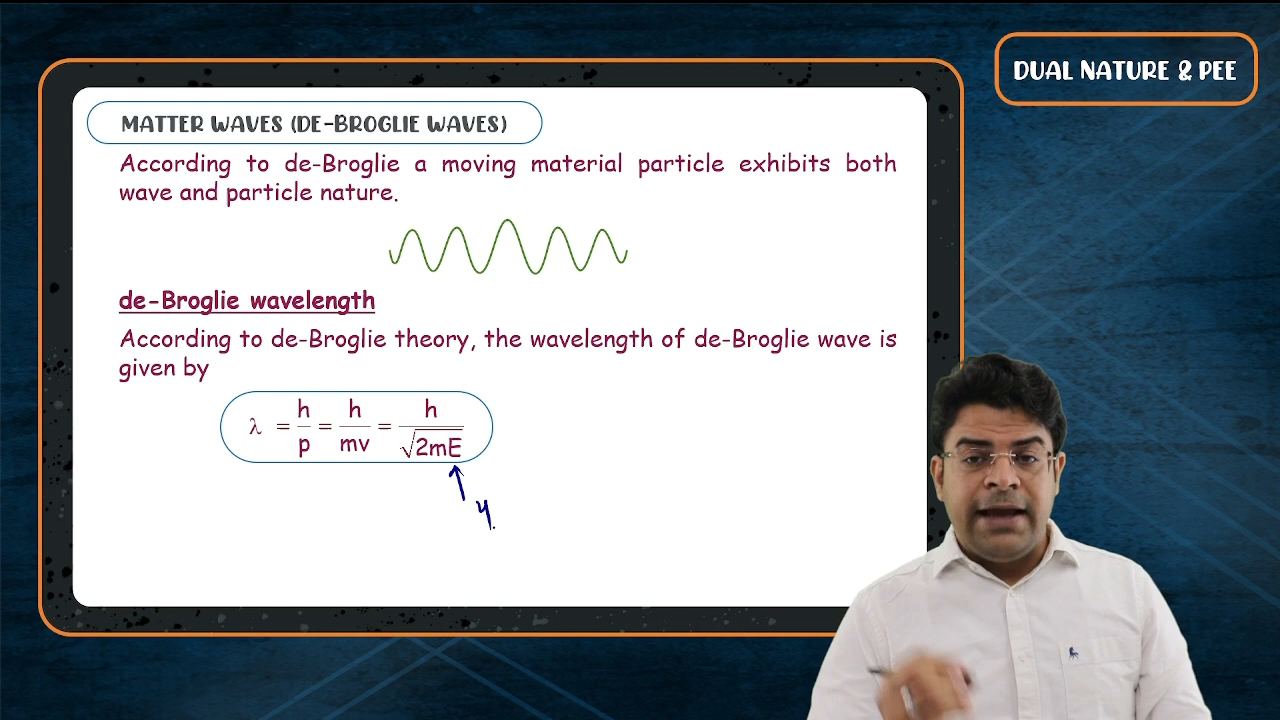 DUAL NATURE & PEE
MATTER WAVES (DE-BROGLIE WAVES)
According to de-Broglie a moving material particle exhibits both
wave and particle nature.
de-Broglie wavelength
According to de-Broglie theory, the wavelength of de-Broglie wave is
given by
λ = h/p = h/mv = h/√2mE